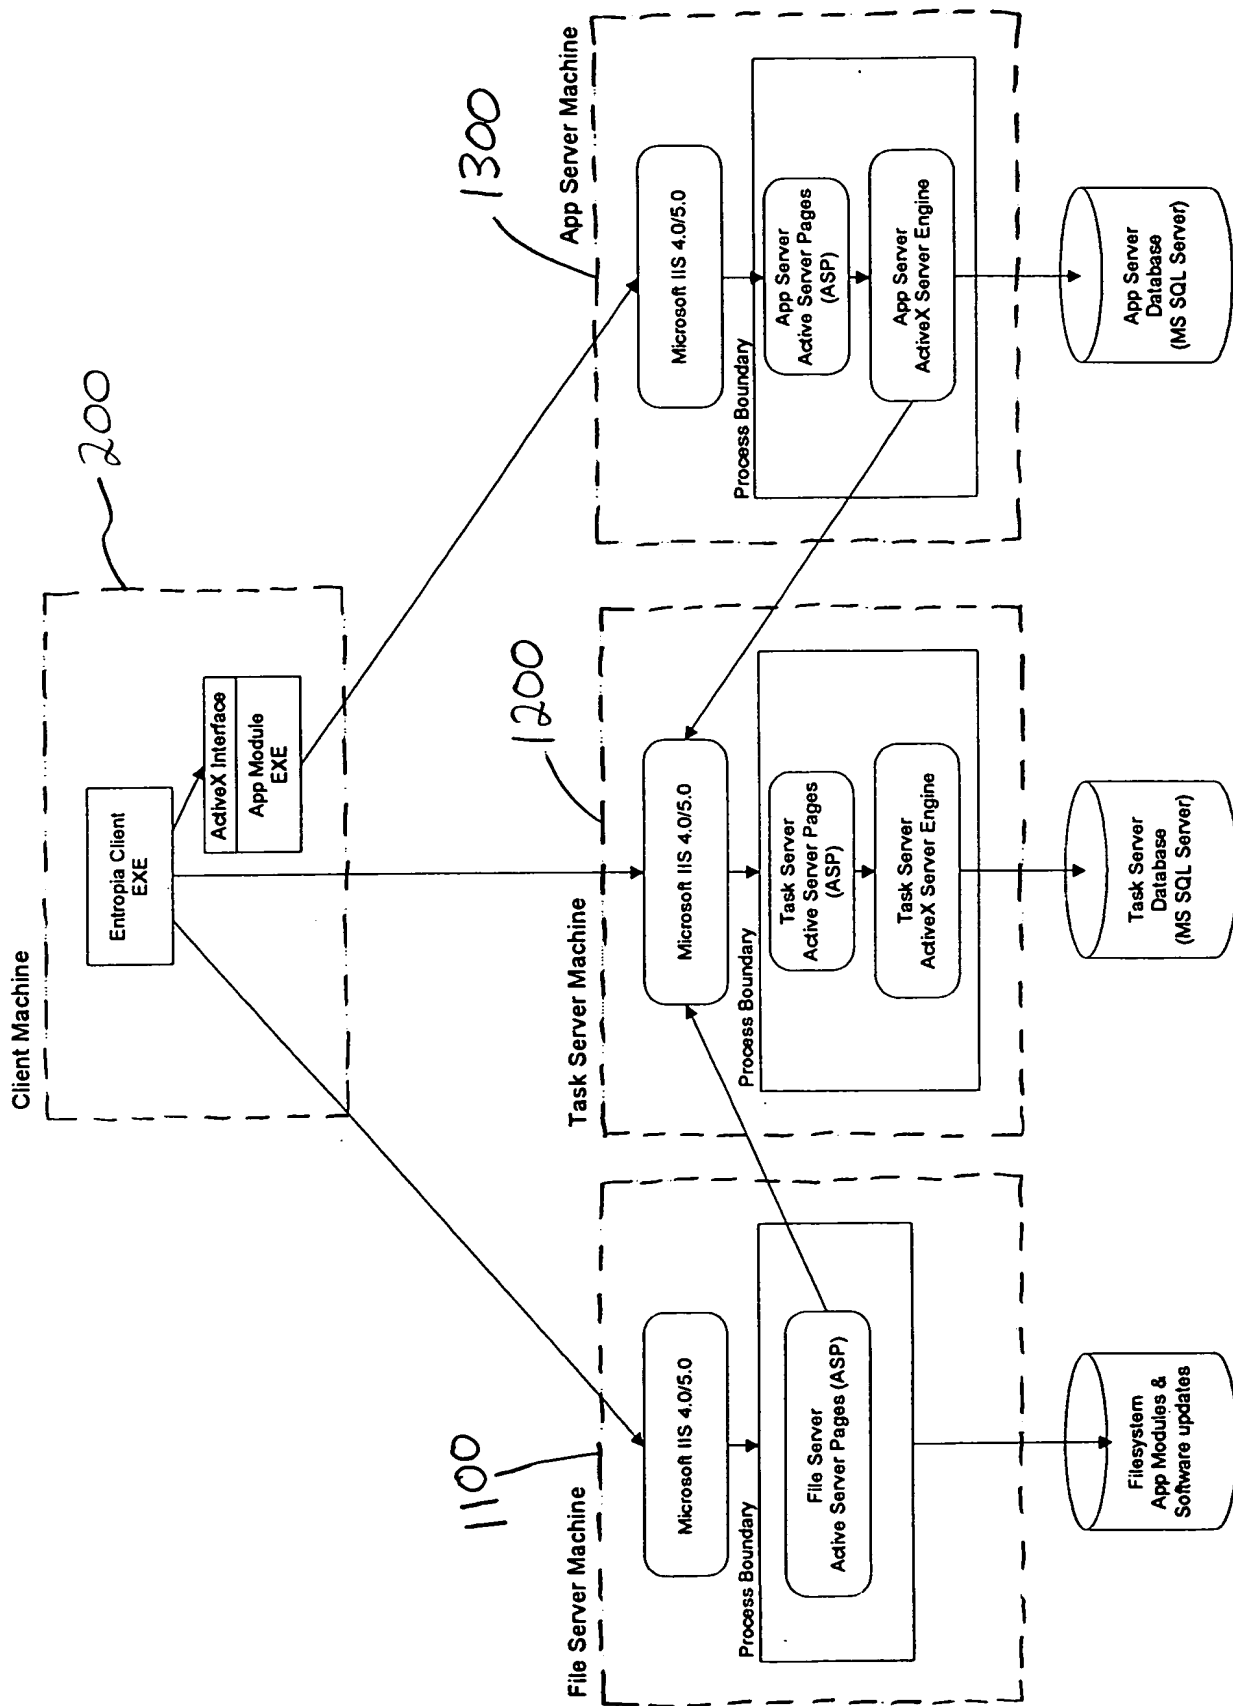 Client Machine
200
Entropia Client
EXE
ActiveX Interface
App Module
EXE
File Server Machine
1100
Microsoft IIS 4.0/5.0
Process Boundary
File Server
Active Server Pages (ASP)
Filesystem
App Modules &
Software updates
Task Server Machine
1200
Microsoft IIS 4.0/5.0
Process Boundary
Task Server
Active Server Pages
(ASP)
Task Server
ActiveX Server Engine
Task Server
Database
(MS SQL Server)
App Server Machine
1300
Microsoft IIS 4.0/5.0
Process Boundary
App Server
Active Server Pages
(ASP)
App Server
ActiveX Server Engine
App Server
Database
(MS SQL Server)